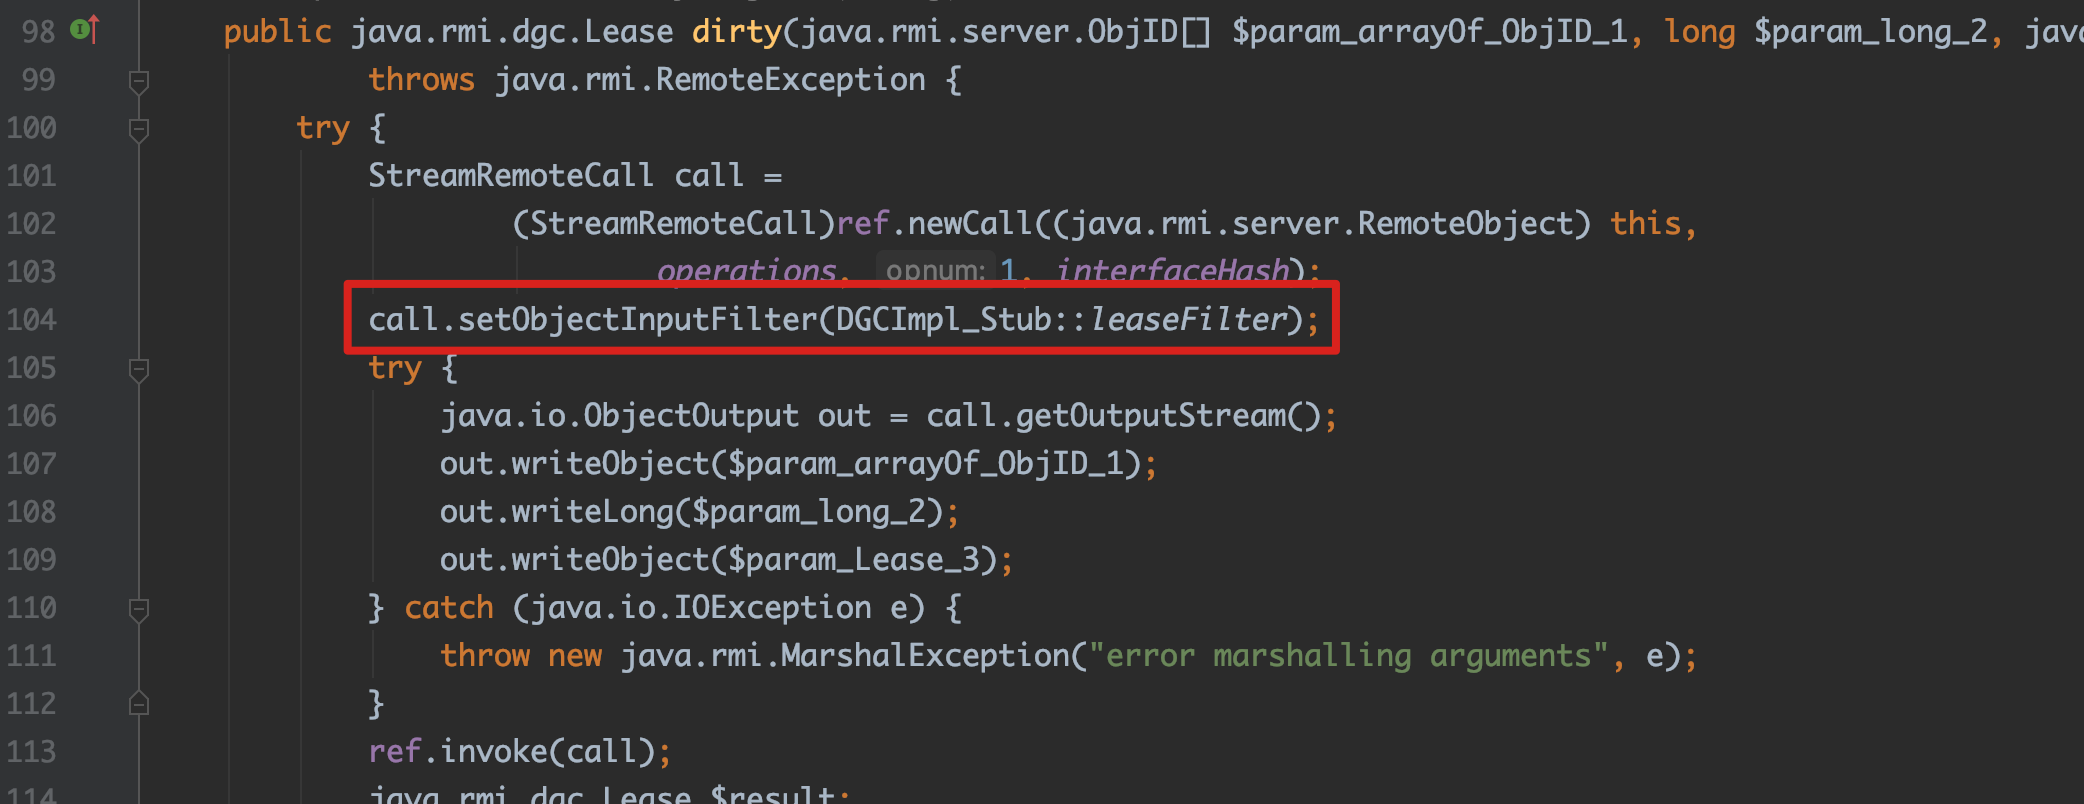 98 public java.rmi.dgc.Lease dirty(java.rmi.server.ObjID[] $param_arrayOf_ObjID_1, long $param_long_2, java
99 throws java.rmi.RemoteException {
100 try {
101 StreamRemoteCall call =
102 (StreamRemoteCall)ref.newCall((java.rmi.server.RemoteObject) this,
103 operations, opnum: 1, interfaceHash);
104 call.setObjectInputFilter(DGCImpl_Stub::leaseFilter);
105 try {
106 java.io.ObjectOutput out = call.getOutputStream();
107 out.writeObject($param_arrayOf_ObjID_1);
108 out.writeLong($param_long_2);
109 out.writeObject($param_Lease_3);
110 } catch (java.io.IOException e) {
111 throw new java.rmi.MarshalException("error marshalling arguments", e);
112 }
113 ref.invoke(call);
114 java.rmi.dgc.Lease $result;